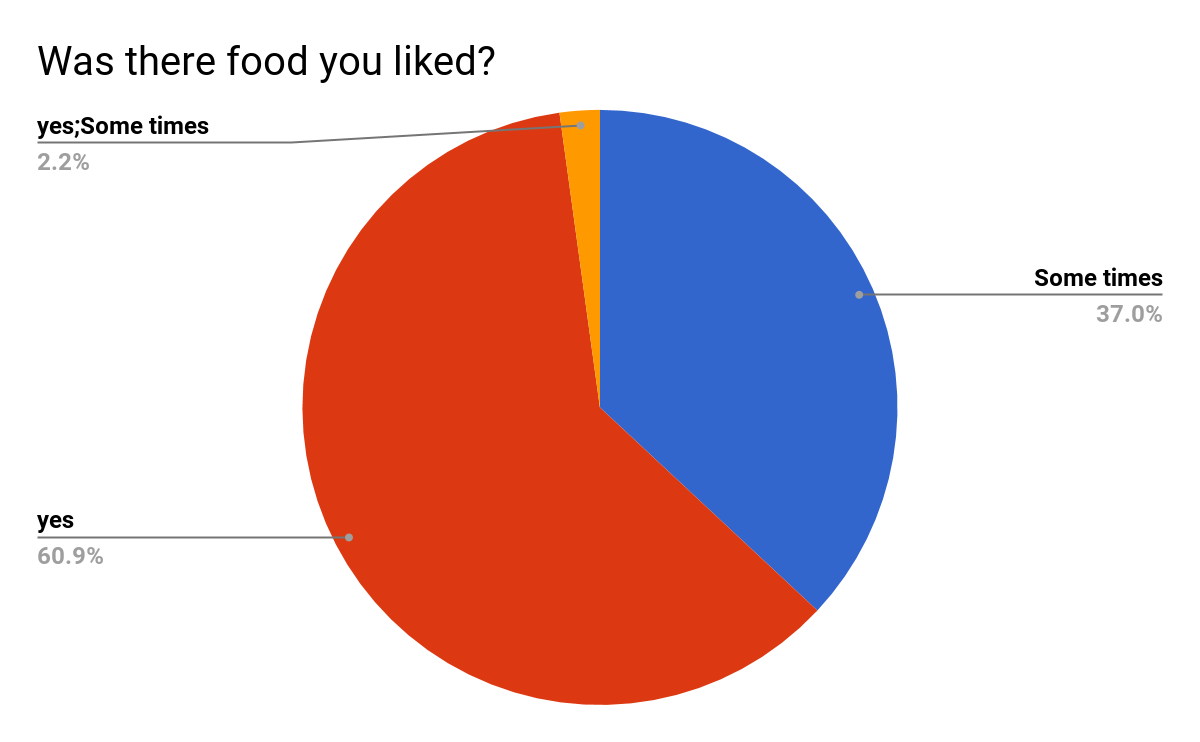 Was there food you liked?
yes;Some times
2.2%
Some times
37.0%
yes
60.9%